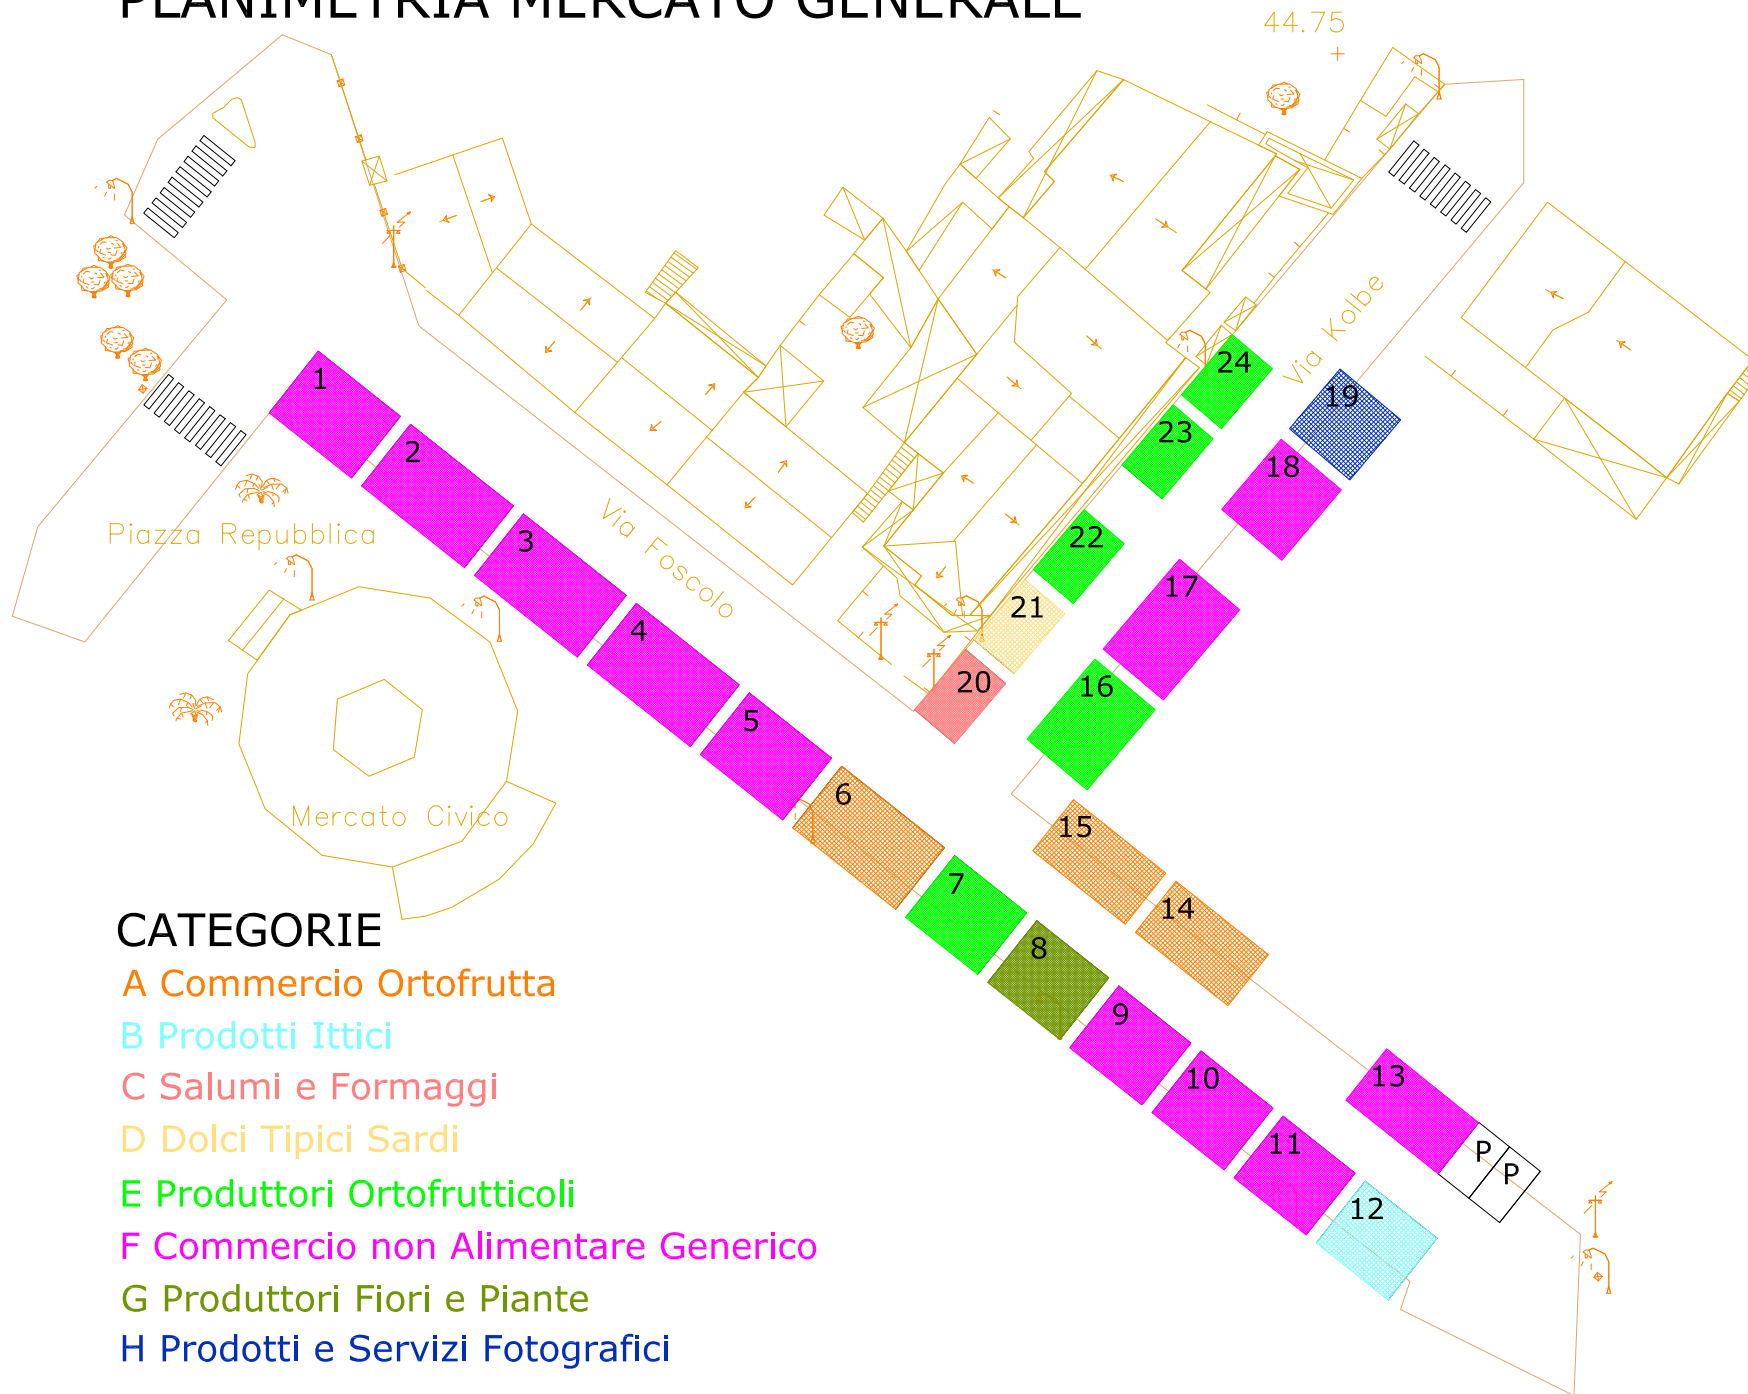 PLANIMETRIA MERCATO GENERALE
44.75
Via Kolbe
24
19
1
23
2
18
Via Foscolo
3
22
Piazza Repubblica
17
21
4
20
16
5
6
Mercato Civico
15
7
14
8
9
10
13
11
P
P
12
CATEGORIE
A Commercio Ortofrutta
B Prodotti Ittici
C Salumi e Formaggi
D Dolci Tipici Sardi
E Produttori Ortofrutticoli
F Commercio non Alimentare Generico
G Produttori Fiori e Piante
H Prodotti e Servizi Fotografici